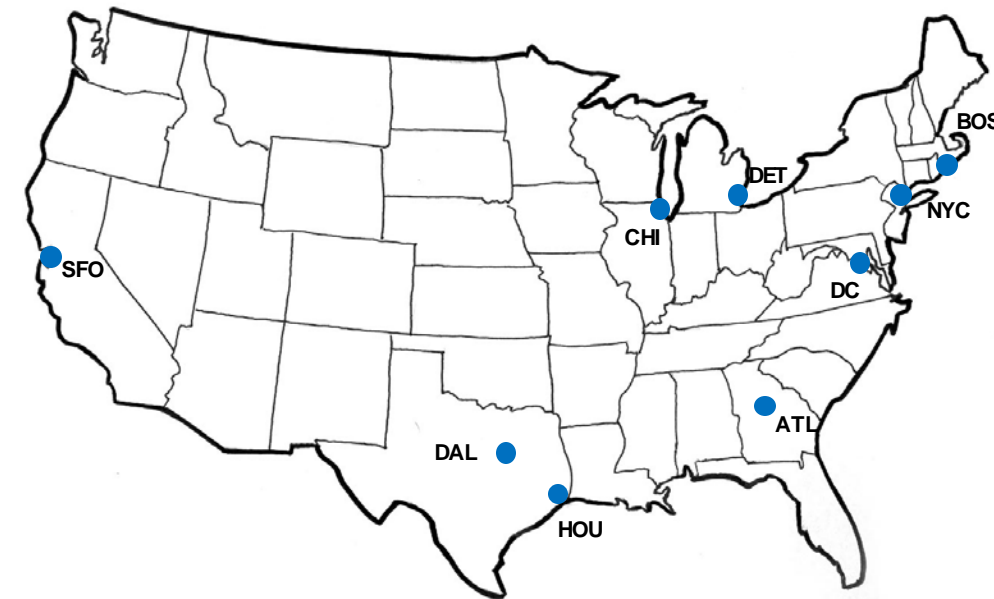 BOS
DET
NYC
CHI
SFO
DC
ATL
DAL
HOU